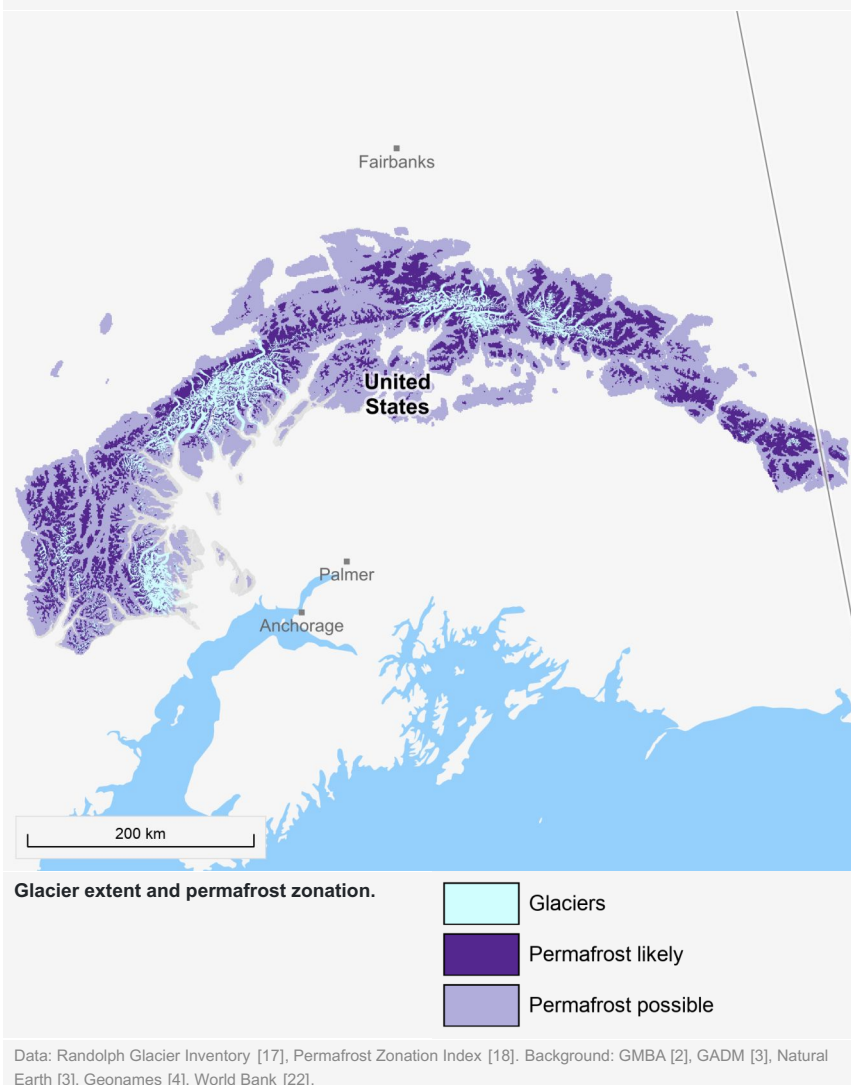 Fairbanks
United
States
Palmer
Anchorage
200 km
Glacier extent and permafrost zonation.
Glaciers
Permafrost likely
Permafrost possible
Data: Randolph Glacier Inventory [17], Permafrost Zonation Index [18]. Background: GMBA [2], GADM [3], Natural
Earth [3], Geonames [4], World Bank [22].